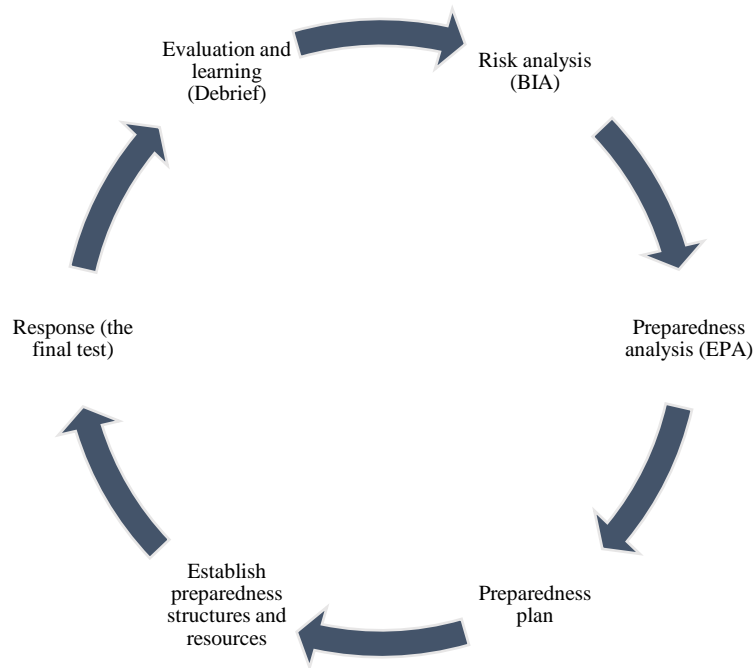 Evaluation and
learning
(Debrief)
Risk analysis
(BIA)
Preparedness
analysis (EPA)
Preparedness
plan
Establish
preparedness
structures and
resources
Response (the
final test)